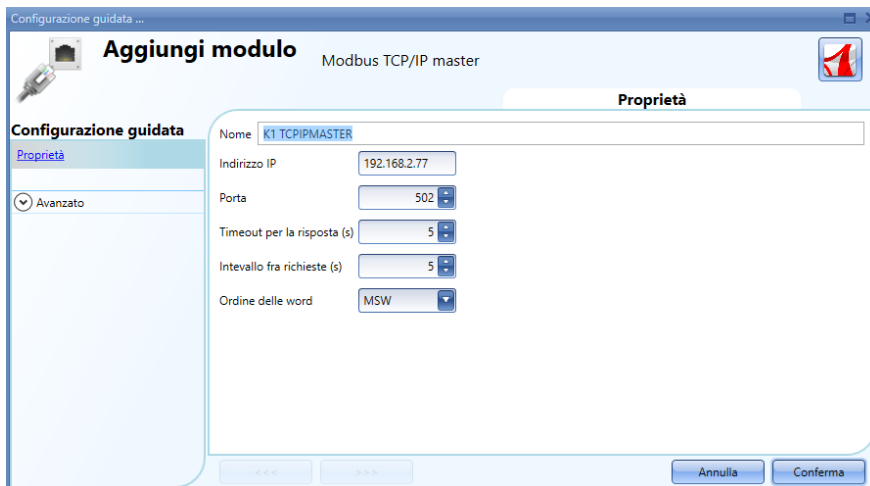 Configurazione guidata ...
Aggiungi modulo
Modbus TCP/IP master
Proprietà
Configurazione guidata
Proprietà
Avanzato
Nome K1 TCPIPMASTER
Indirizzo IP 192.168.2.77
Porta 502
Timeout per la risposta (s) 5
Intevallo fra richieste (s) 5
Ordine delle word MSW
<<< >>> Annulla Conferma